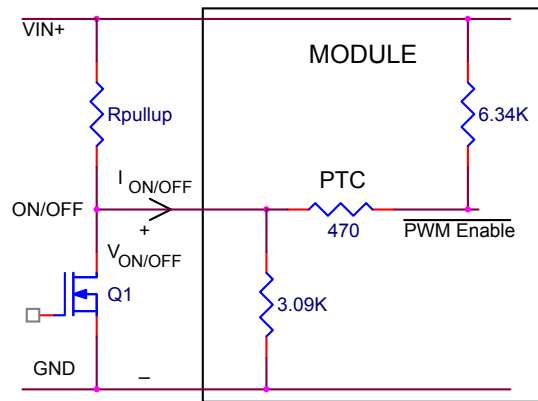 VIN+
MODULE
Rpullup
6.34K
I ON/OFF
PTC
ON/OFF
+
470
PWM Enable
V ON/OFF
Q1
3.09K
GND
–